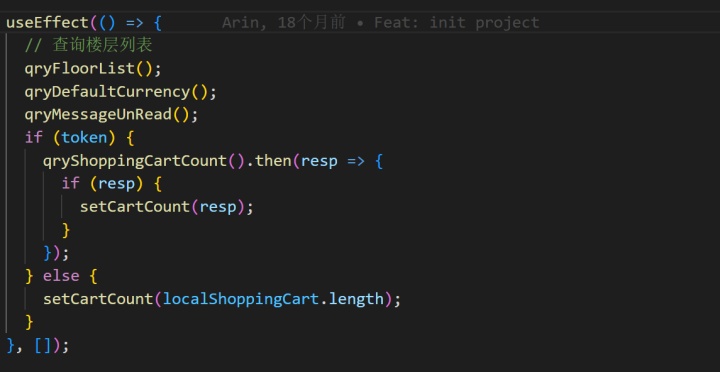 useEffect(() => { Arin, 18个月前 • Feat: init project
// 查询楼层列表
qryFloorList();
qryDefaultCurrency();
qryMessageUnRead();
if (token) {
qryShoppingCartCount().then(resp => {
if (resp) {
setCartCount(resp);
}
});
} else {
setCartCount(localShoppingCart.length);
}
}, []);